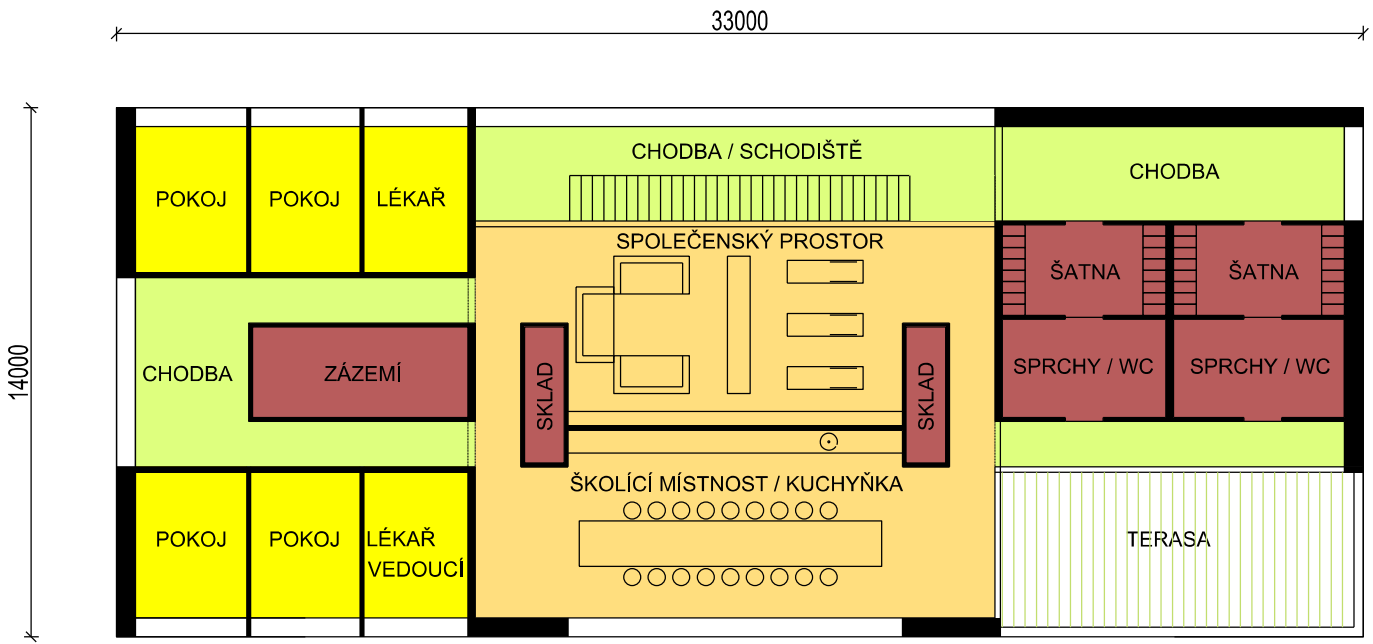 33000
14000
CHODBA / SCHODIŠTĚ
CHODBA
POKOJ
POKOJ
LÉKAŘ
SPOLEČENSKÝ PROSTOR
ŠATNA
ŠATNA
CHODBA
ZÁZEMÍ
SKLAD
SKLAD
SPRCHY / WC
SPRCHY / WC
ŠKOLÍCÍ MÍSTNOST / KUCHYŇKA
POKOJ
POKOJ
LÉKAŘ
VEDOUCÍ
TERASA